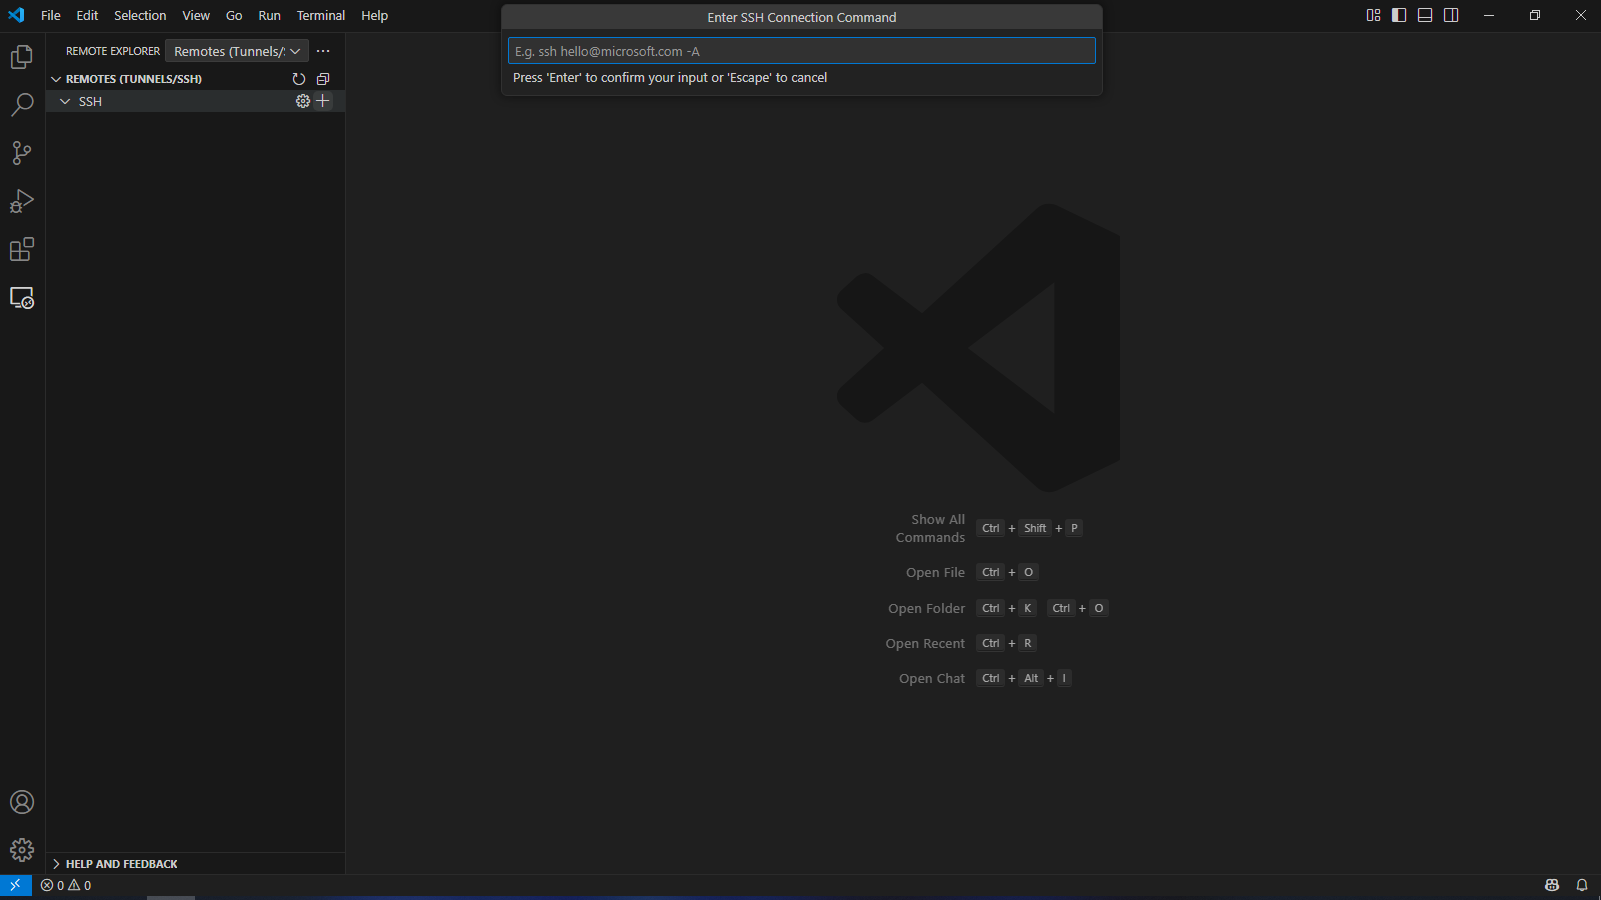 File Edit Selection View Go Run Terminal Help
Enter SSH Connection Command
E.g. ssh hello@microsoft.com -A
Press 'Enter' to confirm your input or 'Escape' to cancel
REMOTE EXPLORER Remotes (Tunnels/
REMOTES (TUNNELS/SSH)
SSH
Show All Commands Ctrl + Shift + P
Open File Ctrl + O
Open Folder Ctrl + K Ctrl + O
Open Recent Ctrl + R
Open Chat Ctrl + Alt + I
HELP AND FEEDBACK
0 0